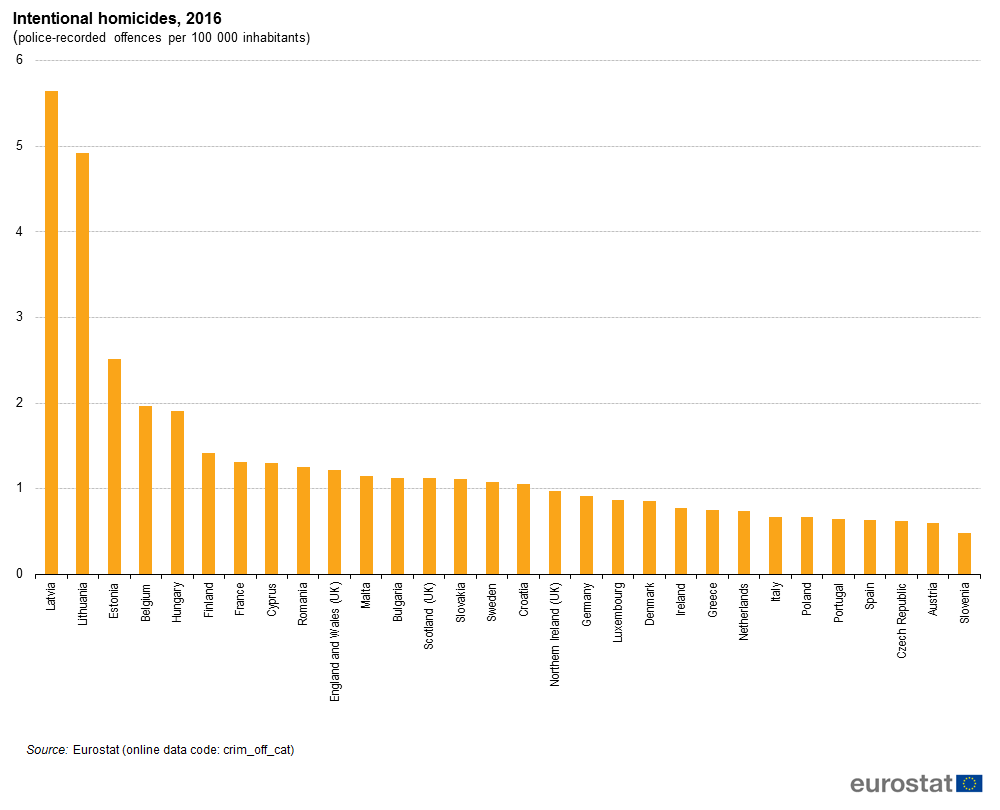 Intentional homicides, 2016
(police-recorded offences per 100 000 inhabitants)
6
5
4
3
2
1
0
Latvia
Lithuania
Estonia
Belgium
Hungary
Finland
France
Cyprus
Romania
England and Wales (UK)
Malta
Bulgaria
Scotland (UK)
Slovakia
Sweden
Croatia
Northern Ireland (UK)
Germany
Luxembourg
Denmark
Ireland
Greece
Netherlands
Italy
Poland
Portugal
Spain
Czech Republic
Austria
Slovenia
Source: Eurostat (online data code: crim_off_cat)
eurostat